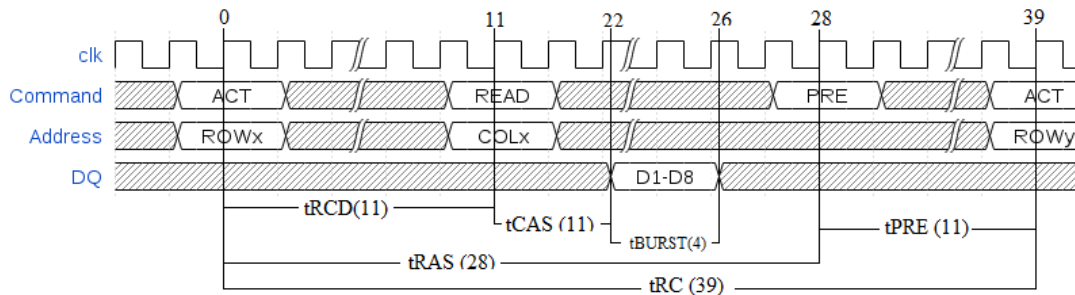 0 11 22 26 28 39
clk
Command ACT READ PRE ACT
Address ROWx COLx ROWy
DQ D1-D8
tRCD(11)
tCAS (11)
tBURST(4)
tPRE (11)
tRAS (28)
tRC (39)